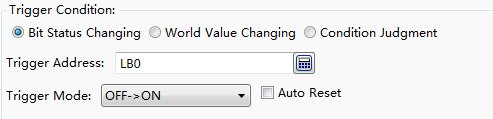 Trigger Condition:
Bit Status Changing World Value Changing Condition Judgment
Trigger Address: LB0
Trigger Mode: OFF->ON Auto Reset